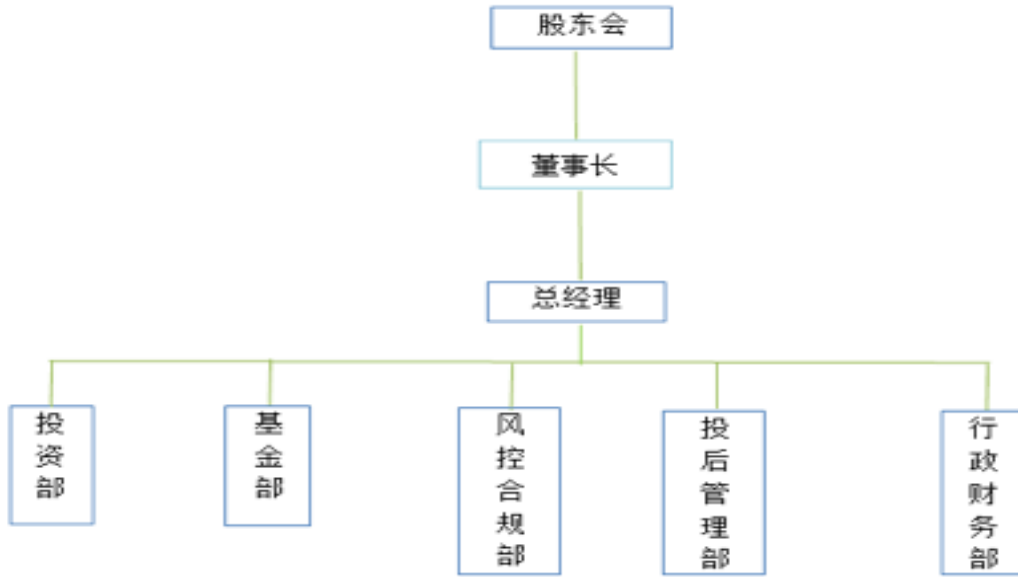 股东会
董事长
总经理
投资部
基金部
风控合规部
投后管理部
行政财务部